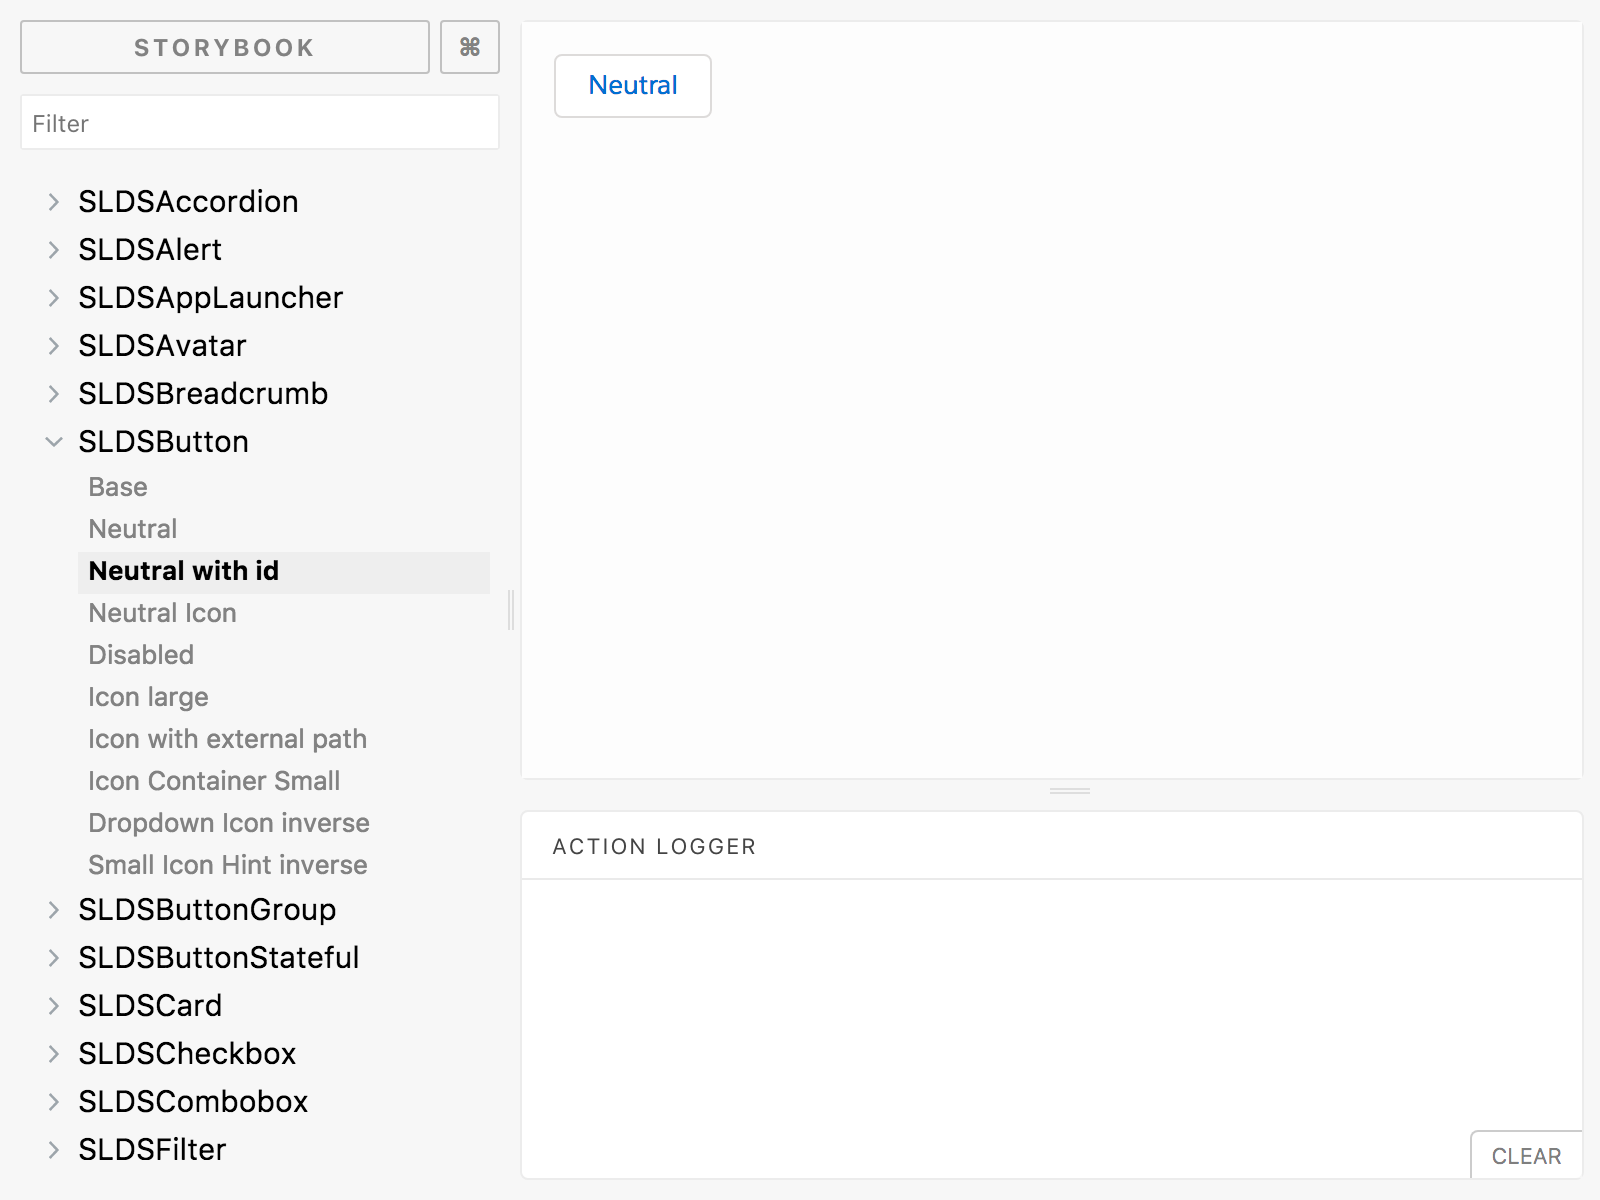 STORYBOOK
⌘
Filter
SLDSAccordion
SLDSAlert
SLDSAppLauncher
SLDSAvatar
SLDSBreadcrumb
SLDSButton
Base
Neutral
Neutral with id
Neutral Icon
Disabled
Icon large
Icon with external path
Icon Container Small
Dropdown Icon inverse
Small Icon Hint inverse
SLDSButtonGroup
SLDSButtonStateful
SLDSCard
SLDSCheckbox
SLDSCombobox
SLDSFilter
Neutral
ACTION LOGGER
CLEAR